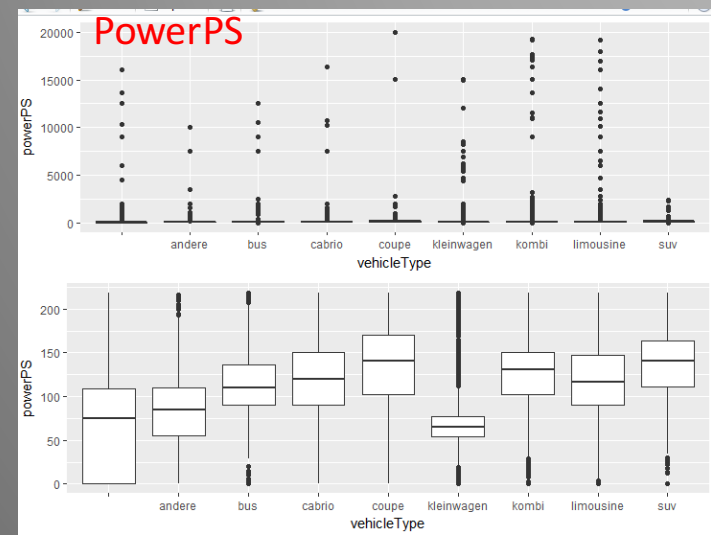 PowerPS
20000
15000
10000
5000
0
powerPS
andere bus cabrio coupe kleinwagen kombi limousine suv
vehicleType
200
150
100
50
0
powerPS
andere bus cabrio coupe kleinwagen kombi limousine suv
vehicleType